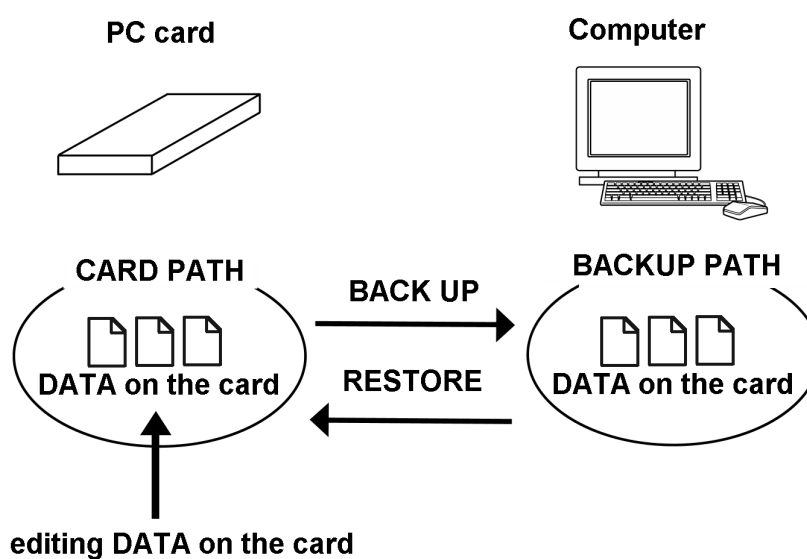 PC card
Computer
CARD PATH
BACKUP PATH
BACK UP
DATA on the card
RESTORE
DATA on the card
editing DATA on the card